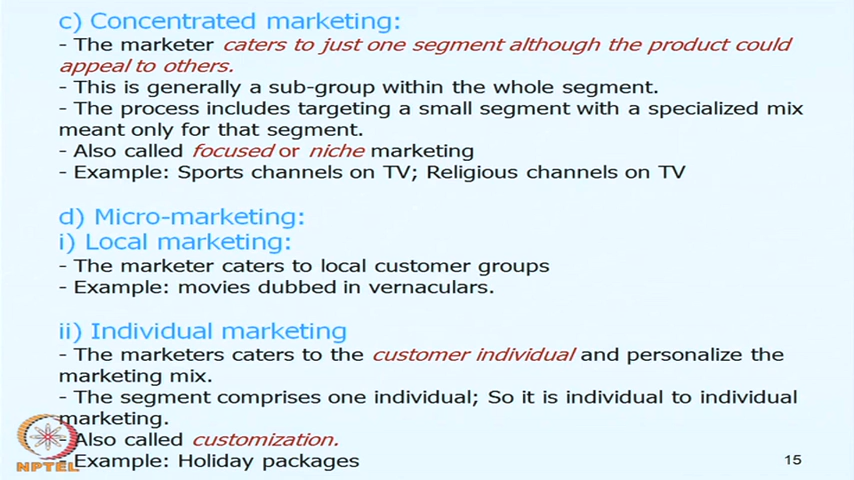 c) Concentrated marketing:
- The marketer caters to just one segment although the product could
appeal to others.
- This is generally a sub-group within the whole segment.
- The process includes targeting a small segment with a specialized mix
meant only for that segment.
- Also called focused or niche marketing
- Example: Sports channels on TV; Religious channels on TV
d) Micro-marketing:
i) Local marketing:
- The marketer caters to local customer groups
- Example: movies dubbed in vernaculars.
ii) Individual marketing
- The marketers caters to the customer individual and personalize the
marketing mix.
- The segment comprises one individual; So it is individual to individual
marketing.
- Also called customization.
- Example: Holiday packages
NPTEL
15